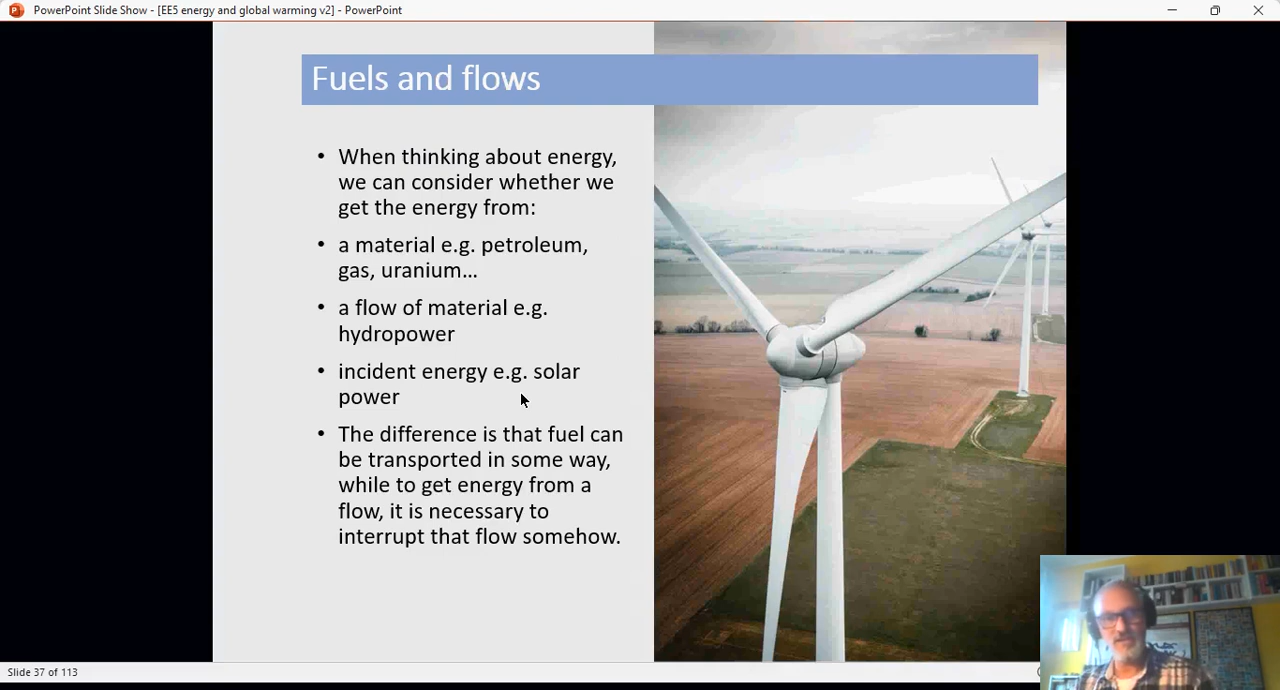 PowerPoint Slide Show - [EE5 energy and global warming v2] - PowerPoint
Fuels and flows
• When thinking about energy,
we can consider whether we
get the energy from:
• a material e.g. petroleum,
gas, uranium...
• a flow of material e.g.
hydropower
• incident energy e.g. solar
power
• The difference is that fuel can
be transported in some way,
while to get energy from a
flow, it is necessary to
interrupt that flow somehow.
Slide 37 of 113